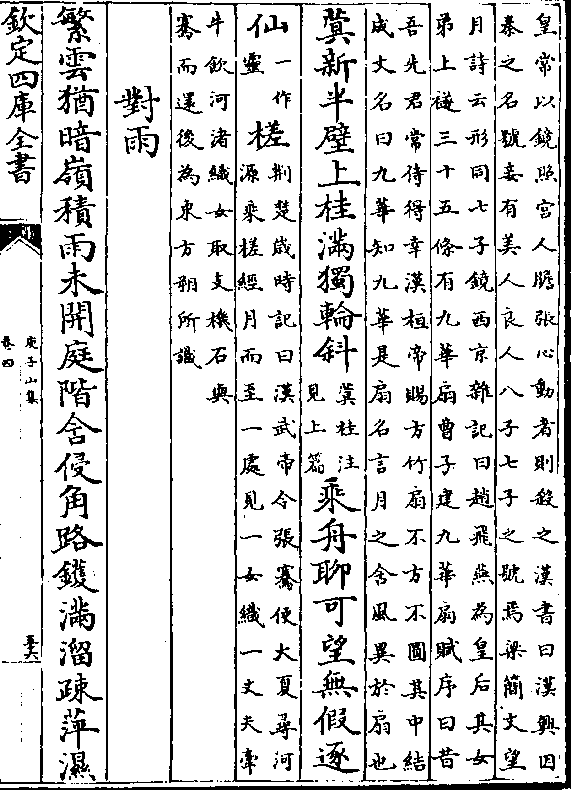 皇常以鏡照宫人膽張心動者則殺之漢書曰漢興因
秦之名號妾有美人良人八子七子之號焉梁簡文望
月詩云形同七子鏡西京雜記曰趙飛燕為皇后其女
弟上襚三十五條有九華扇曹子建九華扇賦序曰昔
吾先君常侍得幸漢桓帝賜方竹扇不方不圓其中結
成文名曰九華知九華是扇名言月之含風異於扇也
蓂新半壁上桂滿獨輪斜蓂桂注見上篇乘舟聊可望無假逐
仙一作靈槎荆楚歲時記曰漢武帝令張騫使大夏尋河源乘槎經月而至一處見一女織一丈夫牽
牛飲河渚織女取支機石與騫而還後為東方朔所識
對雨
繁雲猶暗嶺積雨未開庭階含侵角路鑊滿溜疎萍濕
欽定四庫全書
庾子山集
卷四